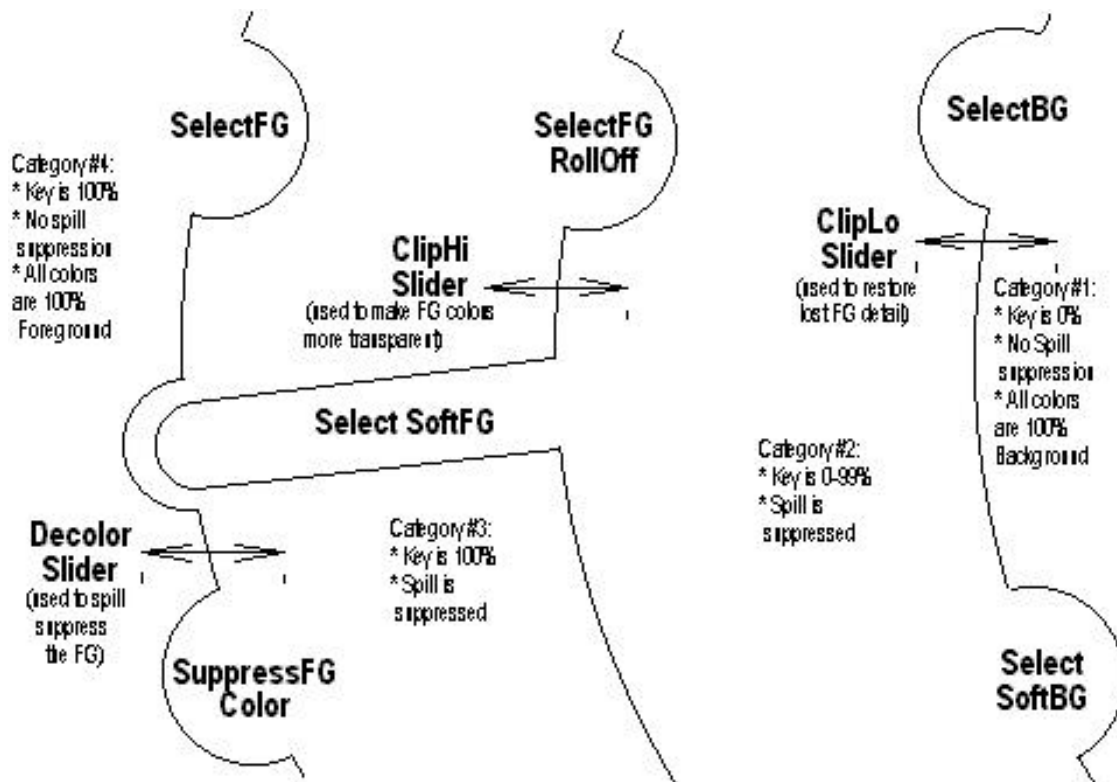 SelectFG
Category #4:
* Key is 100%
* No spill
suppression
* All colors
are 100%
Foreground
SelectFG
RollOff
ClipHi
Slider
(used to make FG colors
more transparent)
SelectBG
ClipLo
Slider
(used to restore
lost FG detail)
Category #1:
* Key is 0%
* No Spill
suppression
* All colors
are 100%
Background
Select SoftFG
Category #2:
* Key is 0-99%
* Spill is
suppressed
Decolor
Slider
(used to spill
suppress
the FG)
Category #3:
* Key is 100%
* Spill is
suppressed
SuppressFG
Color
Select
SoftBG